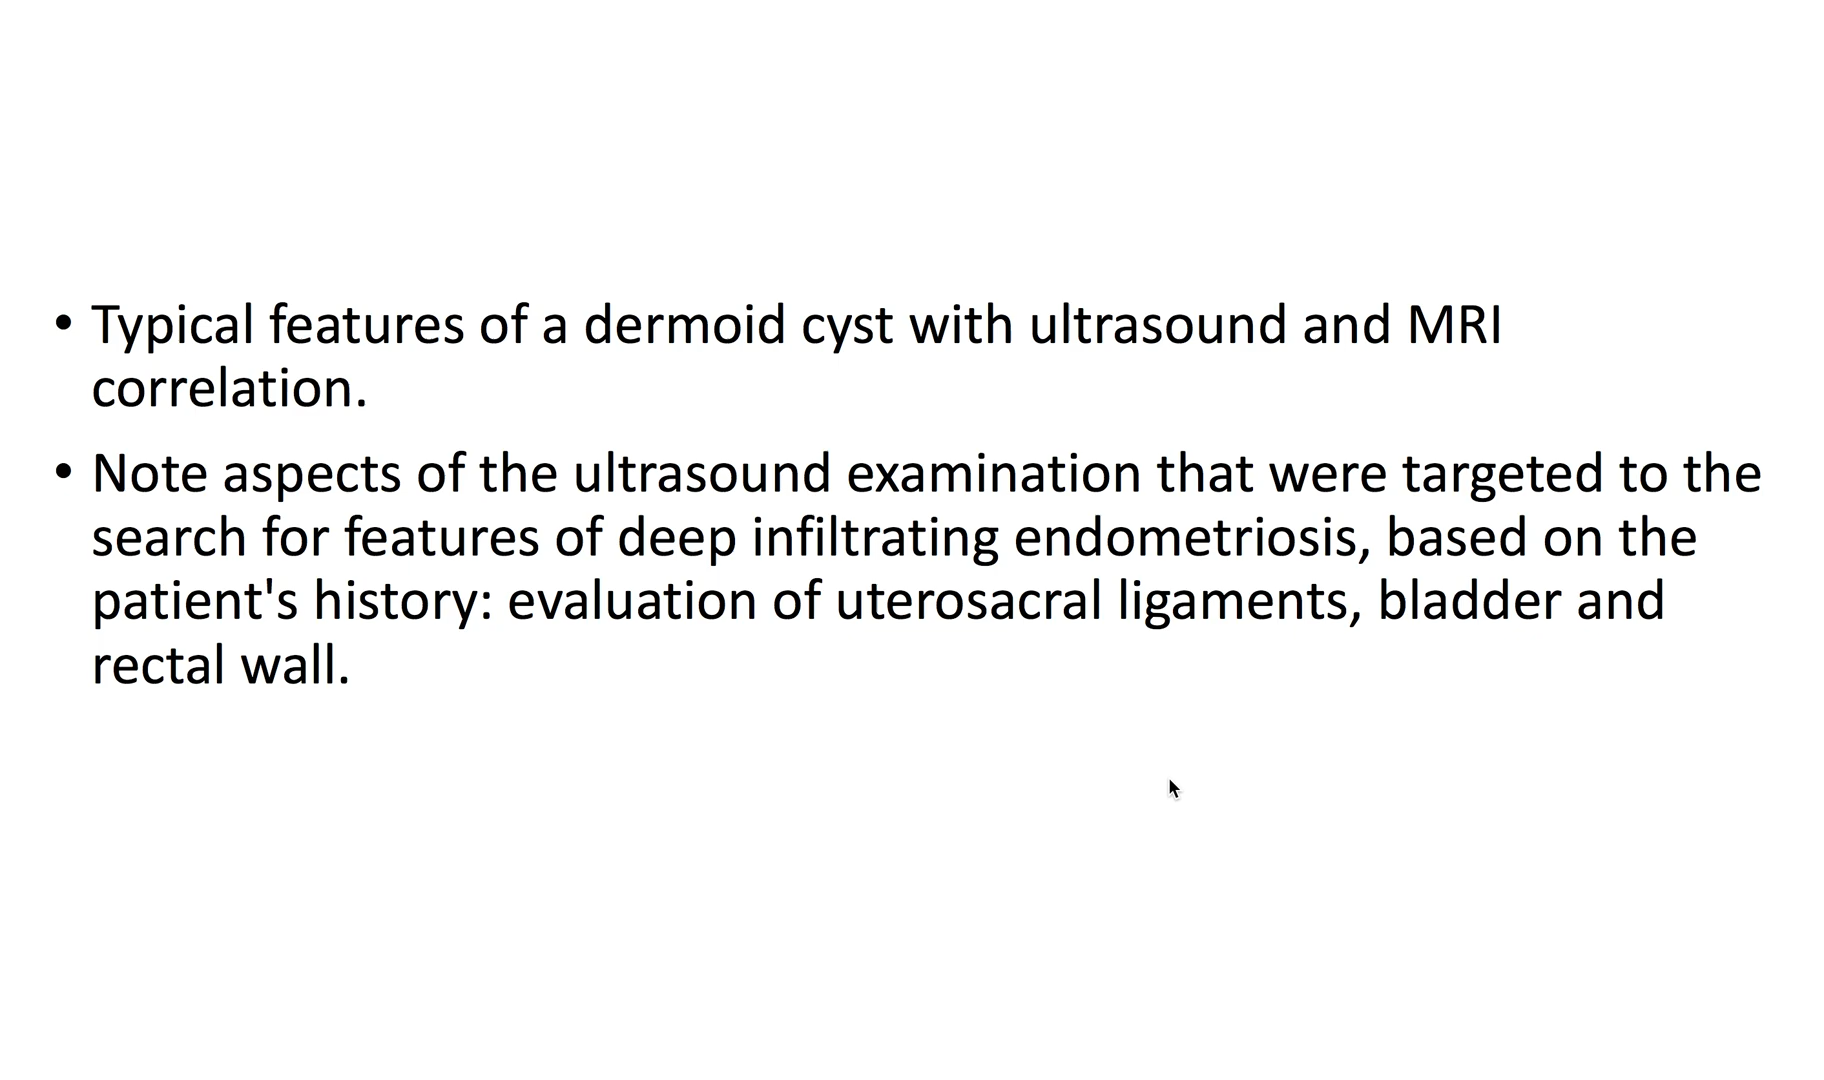 • Typical features of a dermoid cyst with ultrasound and MRI
correlation.
• Note aspects of the ultrasound examination that were targeted to the
search for features of deep infiltrating endometriosis, based on the
patient's history: evaluation of uterosacral ligaments, bladder and
rectal wall.